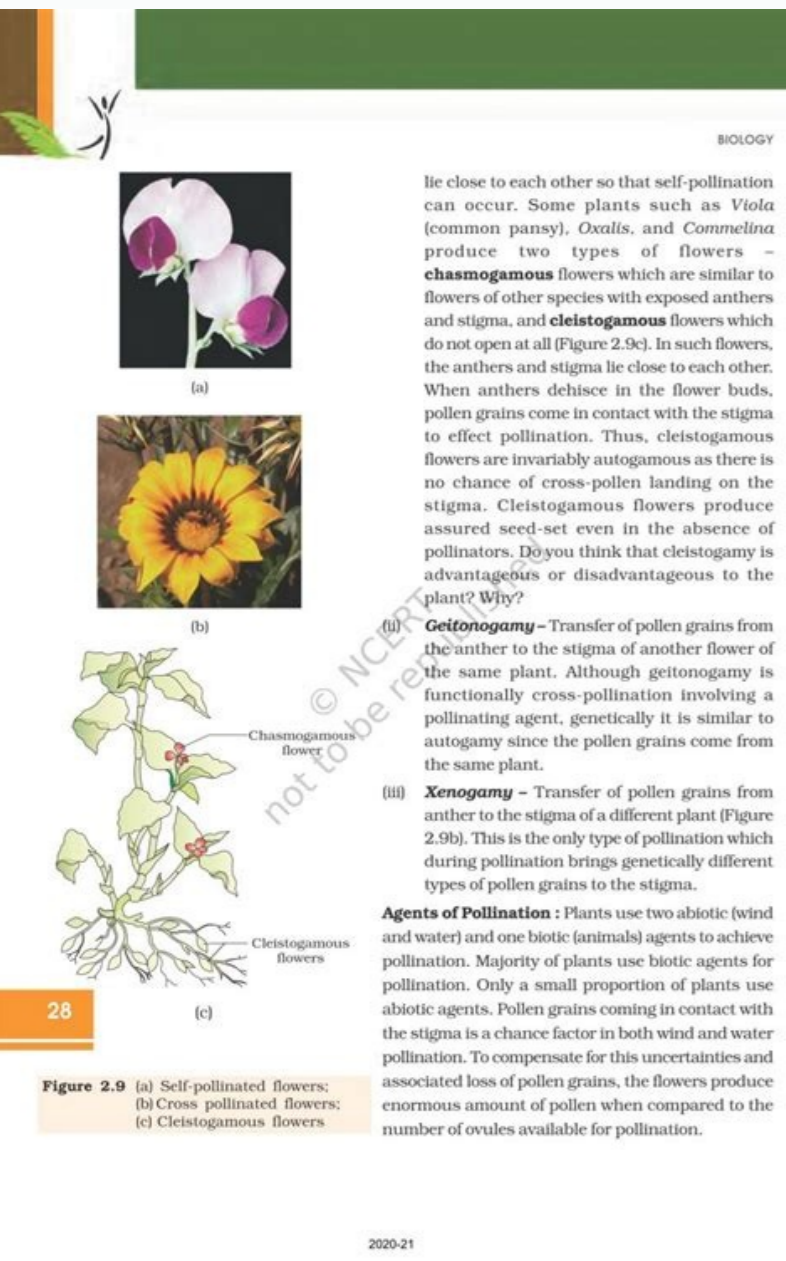 BIOLOGY
(a)
(b)
Chasmogamous
flower
Cleistogamous
flowers
(c)
28
Figure 2.9 (a) Self-pollinated flowers;
(b) Cross pollinated flowers;
(c) Cleistogamous flowers
lie close to each other so that self-pollination
can occur. Some plants such as Viola
(common pansy), Oxalis, and Commelina
produce two types of flowers –
chasmogamous flowers which are similar to
flowers of other species with exposed anthers
and stigma, and cleistogamous flowers which
do not open at all (Figure 2.9c). In such flowers,
the anthers and stigma lie close to each other.
When anthers dehisce in the flower buds,
pollen grains come in contact with the stigma
to effect pollination. Thus, cleistogamous
flowers are invariably autogamous as there is
no chance of cross-pollen landing on the
stigma. Cleistogamous flowers produce
assured seed-set even in the absence of
pollinators. Do you think that cleistogamy is
advantageous or disadvantageous to the
plant? Why?
(ii) Geitonogamy – Transfer of pollen grains from
the anther to the stigma of another flower of
the same plant. Although geitonogamy is
functionally cross-pollination involving a
pollinating agent, genetically it is similar to
autogamy since the pollen grains come from
the same plant.
(iii) Xenogamy – Transfer of pollen grains from
anther to the stigma of a different plant (Figure
2.9b). This is the only type of pollination which
during pollination brings genetically different
types of pollen grains to the stigma.
Agents of Pollination : Plants use two abiotic (wind
and water) and one biotic (animals) agents to achieve
pollination. Majority of plants use biotic agents for
pollination. Only a small proportion of plants use
abiotic agents. Pollen grains coming in contact with
the stigma is a chance factor in both wind and water
pollination. To compensate for this uncertainties and
associated loss of pollen grains, the flowers produce
enormous amount of pollen when compared to the
number of ovules available for pollination.
© NCERT
not to be republished
2020-21